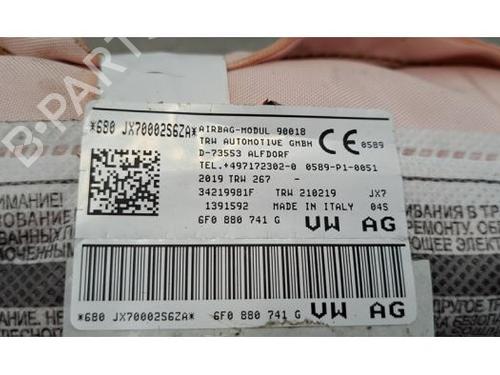 *680 JX70002S6ZA*
AIRBAG-MODUL 90018
TRW AUTOMOTIVE GMBH
D-73553 ALFDORF
TEL.+497172302-0 0589-P1-0051
2019 TRW 267 -
34219981F TRW 210219 JX7
1391592 MADE IN ITALY 04S
6F0 880 741 G VW AG
CE 0589
*680 JX70002S6ZA* 6F0 880 741 G VW AG
B-PARTS
ВНИМАНИЕ!